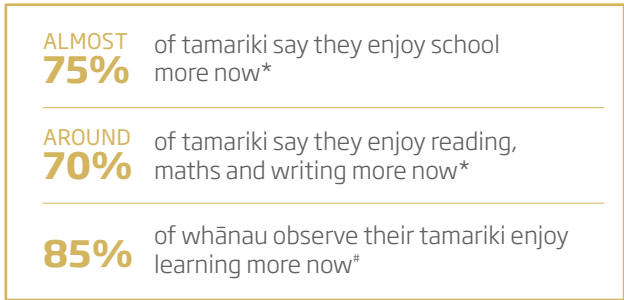 ALMOST
75%
of tamariki say they enjoy school
more now*
AROUND
70%
of tamariki say they enjoy reading,
maths and writing more now*
85%
of whānau observe their tamariki enjoy
learning more now#